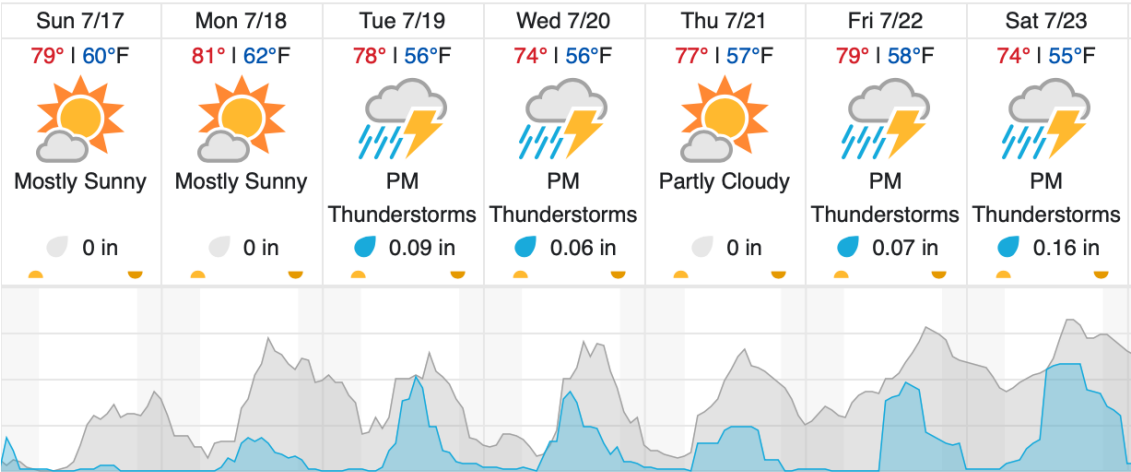 Sun 7/17 Mon 7/18 Tue 7/19 Wed 7/20 Thu 7/21 Fri 7/22 Sat 7/23
79° | 60°F 81° | 62°F 78° | 56°F 74° | 56°F 77° | 57°F 79° | 58°F 74° | 55°F
Mostly Sunny Mostly Sunny PM PM Partly Cloudy PM PM
Thunderstorms Thunderstorms Thunderstorms Thunderstorms
0 in 0 in 0.09 in 0.06 in 0 in 0.07 in 0.16 in